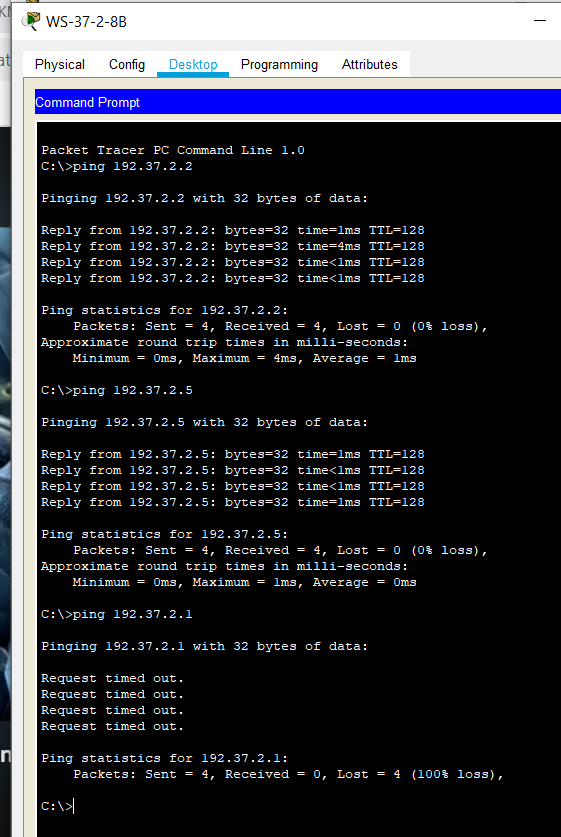 WS-37-2-8B
Physical Config Desktop Programming Attributes
Command Prompt
Packet Tracer PC Command Line 1.0
C:\>ping 192.37.2.2
Pinging 192.37.2.2 with 32 bytes of data:
Reply from 192.37.2.2: bytes=32 time=1ms TTL=128
Reply from 192.37.2.2: bytes=32 time=4ms TTL=128
Reply from 192.37.2.2: bytes=32 time<1ms TTL=128
Reply from 192.37.2.2: bytes=32 time<1ms TTL=128
Ping statistics for 192.37.2.2:
    Packets: Sent = 4, Received = 4, Lost = 0 (0% loss),
Approximate round trip times in milli-seconds:
    Minimum = 0ms, Maximum = 4ms, Average = 1ms
C:\>ping 192.37.2.5
Pinging 192.37.2.5 with 32 bytes of data:
Reply from 192.37.2.5: bytes=32 time=1ms TTL=128
Reply from 192.37.2.5: bytes=32 time<1ms TTL=128
Reply from 192.37.2.5: bytes=32 time<1ms TTL=128
Reply from 192.37.2.5: bytes=32 time=1ms TTL=128
Ping statistics for 192.37.2.5:
    Packets: Sent = 4, Received = 4, Lost = 0 (0% loss),
Approximate round trip times in milli-seconds:
    Minimum = 0ms, Maximum = 1ms, Average = 0ms
C:\>ping 192.37.2.1
Pinging 192.37.2.1 with 32 bytes of data:
Request timed out.
Request timed out.
Request timed out.
Request timed out.
Ping statistics for 192.37.2.1:
    Packets: Sent = 4, Received = 0, Lost = 4 (100% loss),
C:\>